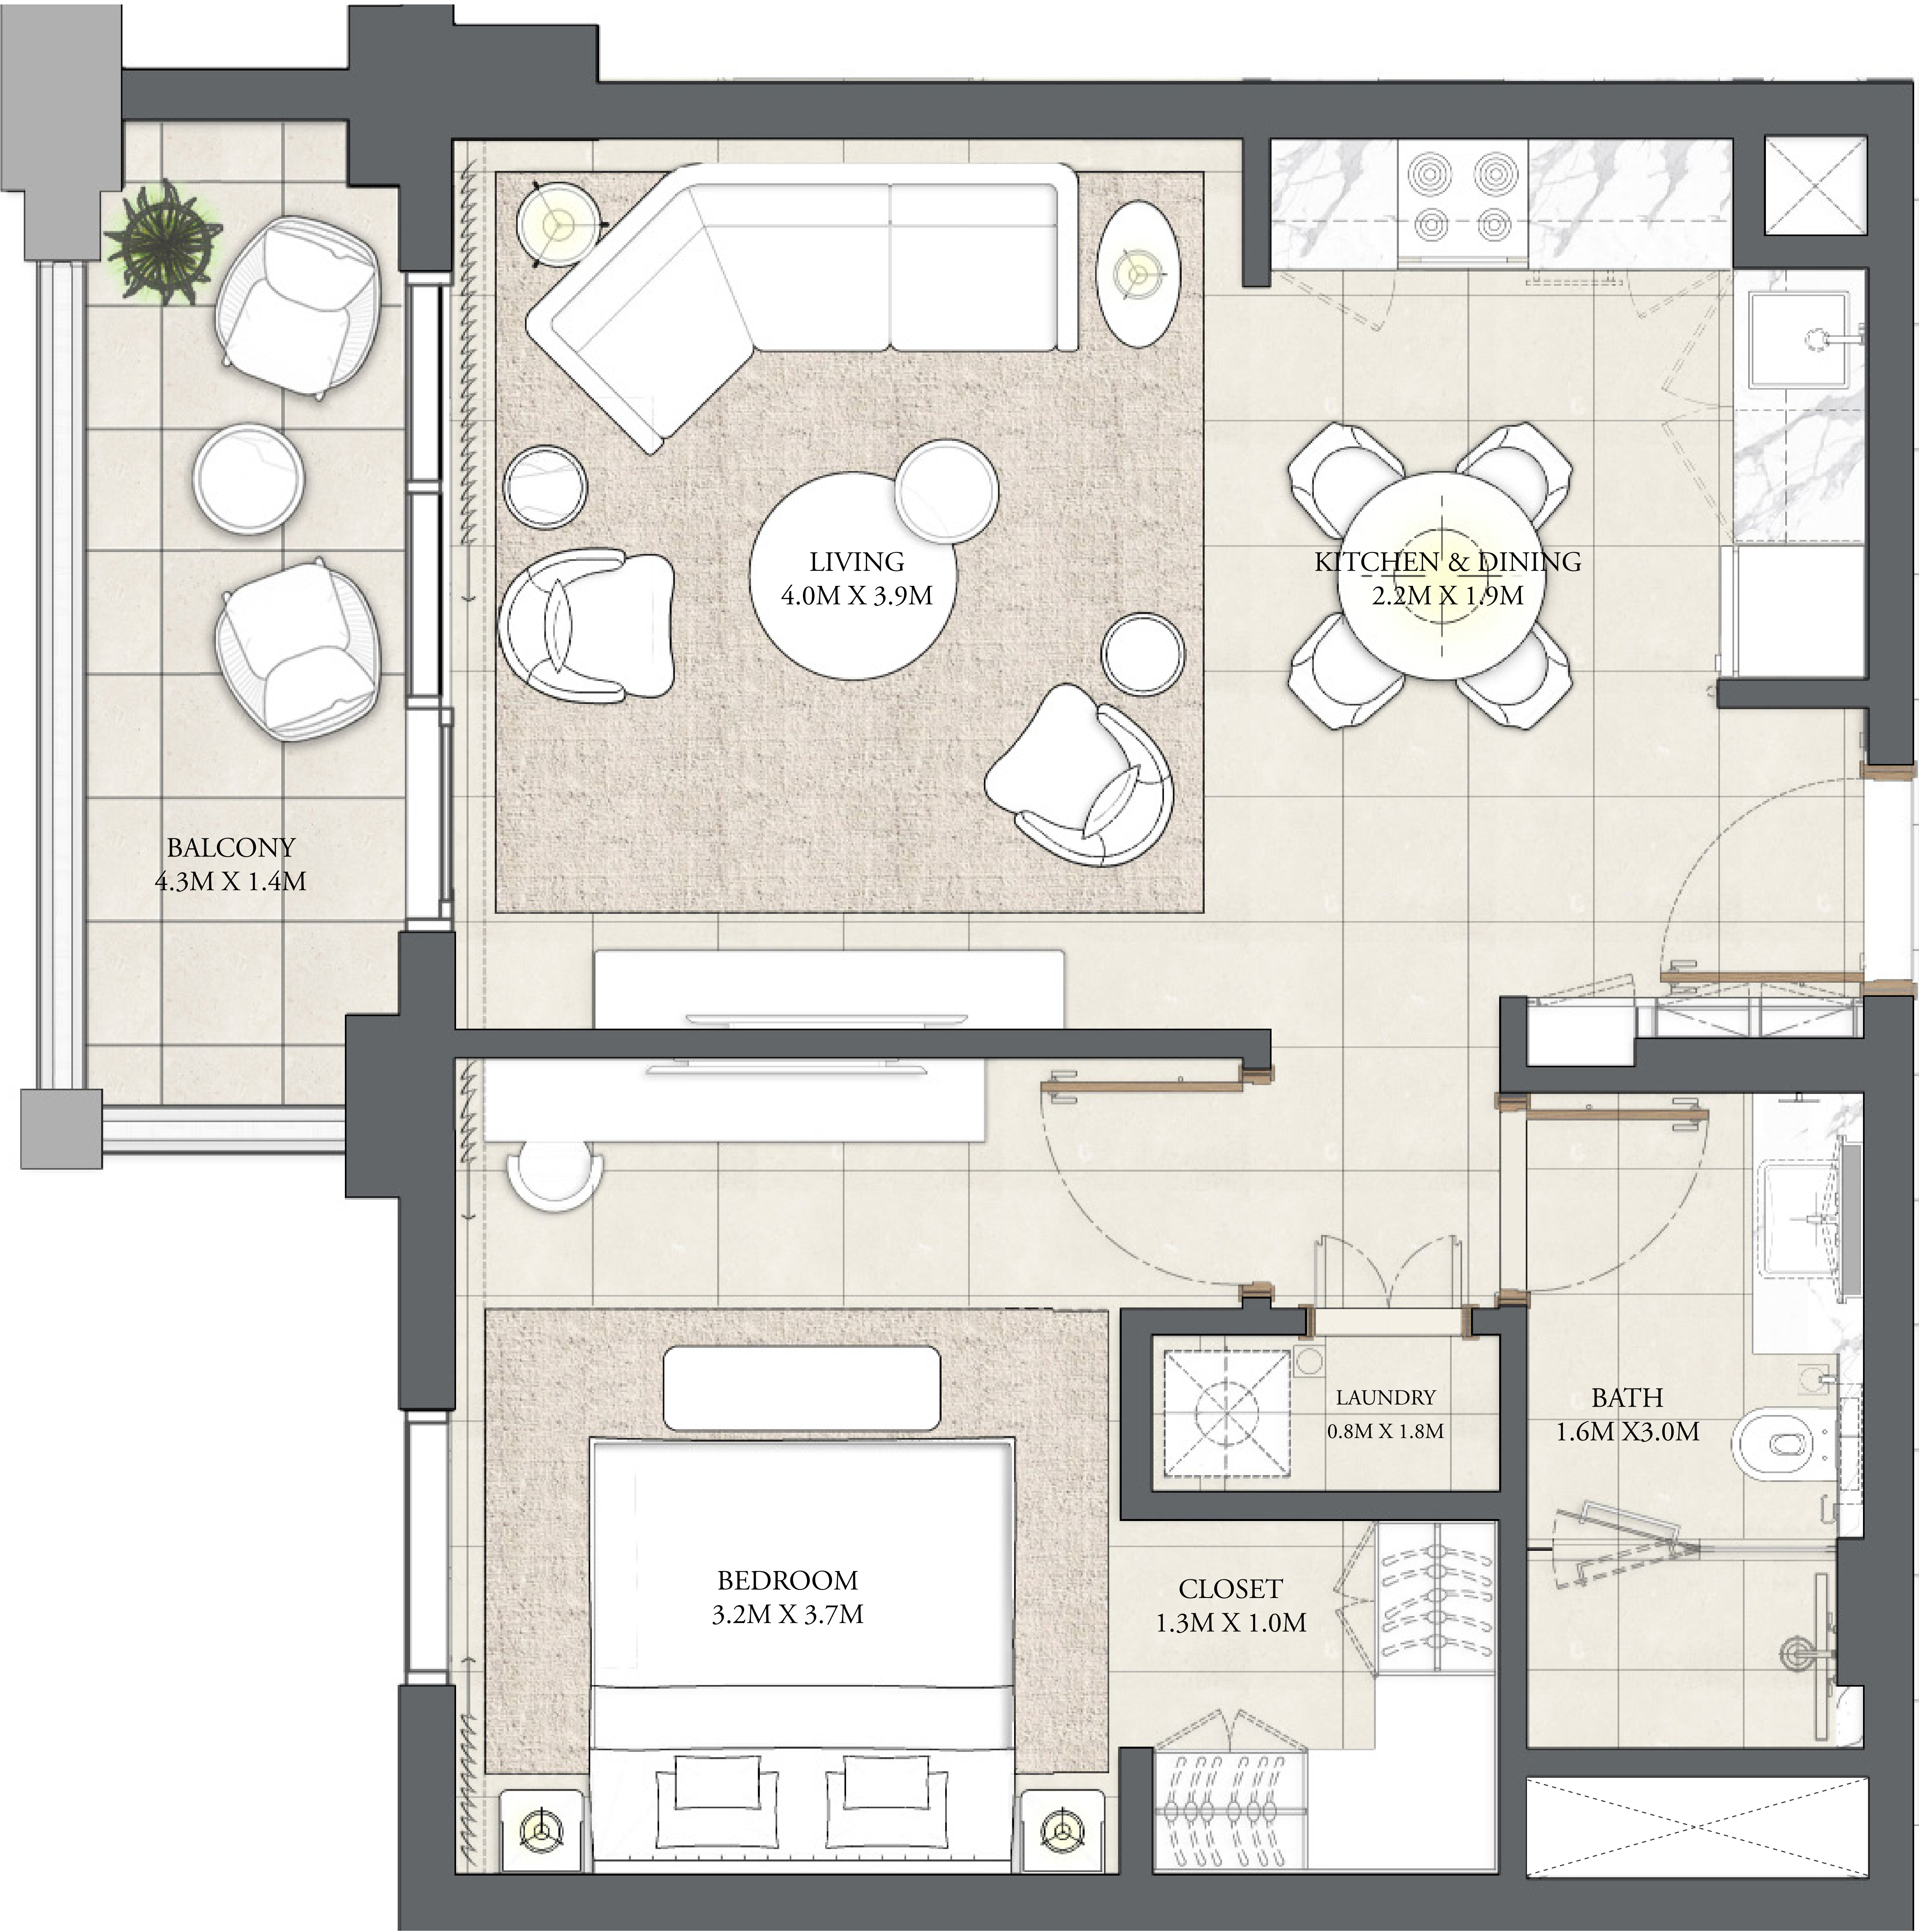 LIVING
4.0M X 3.9M
KITCHEN & DINING
2.2M X 1.9M
BALCONY
4.3M X 1.4M
LAUNDRY
0.8M X 1.8M
BATH
1.6M X3.0M
BEDROOM
3.2M X 3.7M
CLOSET
1.3M X 1.0M